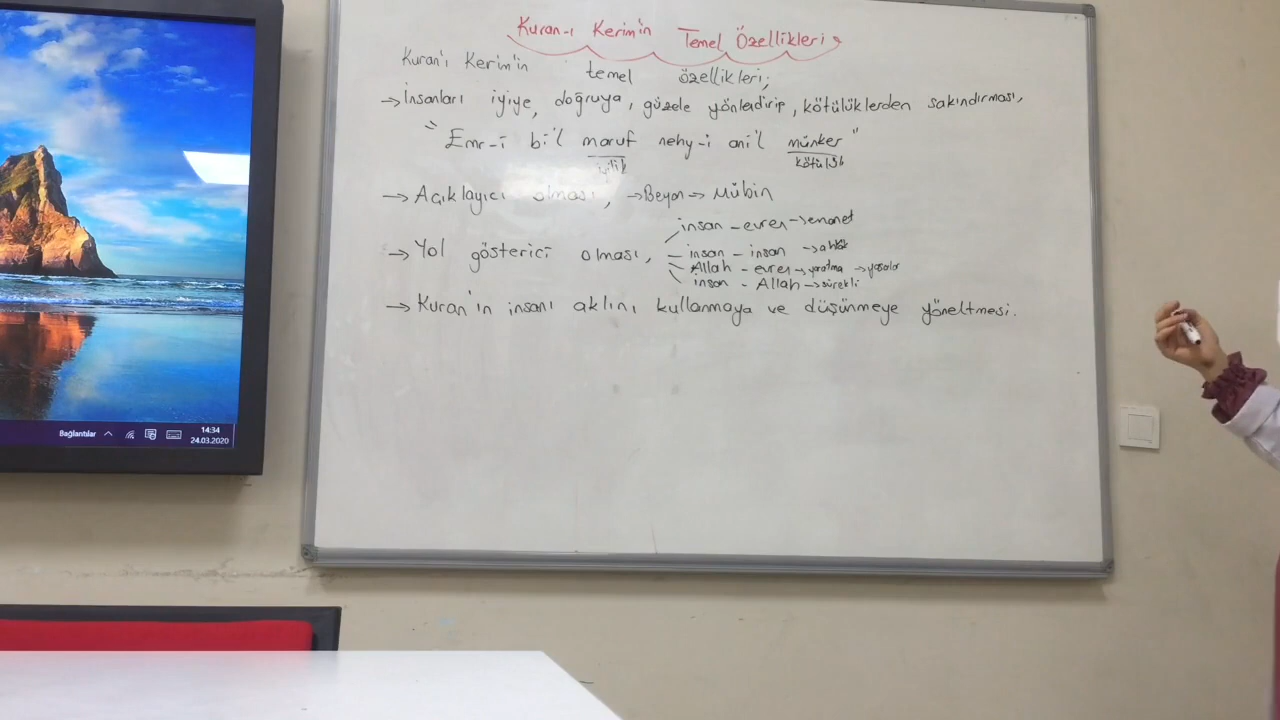 Kuran-ı Kerim'in Temel Özellikleri
Kuran'ı Kerim'in temel özellikleri;
→ İnsanları iyiye, doğruya, güzele yönlendirip, kötülüklerden sakındırması,
"Emr-i bi'l maruf nehy-i ani'l münker"
iyilik kötülük
→ Açıklayıcı olması, → Beyan → Mübin
→ Yol gösterici olması,
insan - evren → emanet
insan - insan → ahlak
Allah - evren → yaratma → yasalar
insan - Allah → sürekli
→ Kuran'ın insanı aklını kullanmaya ve düşünmeye yöneltmesi.
Bağlantılar
14:34
24.03.2020